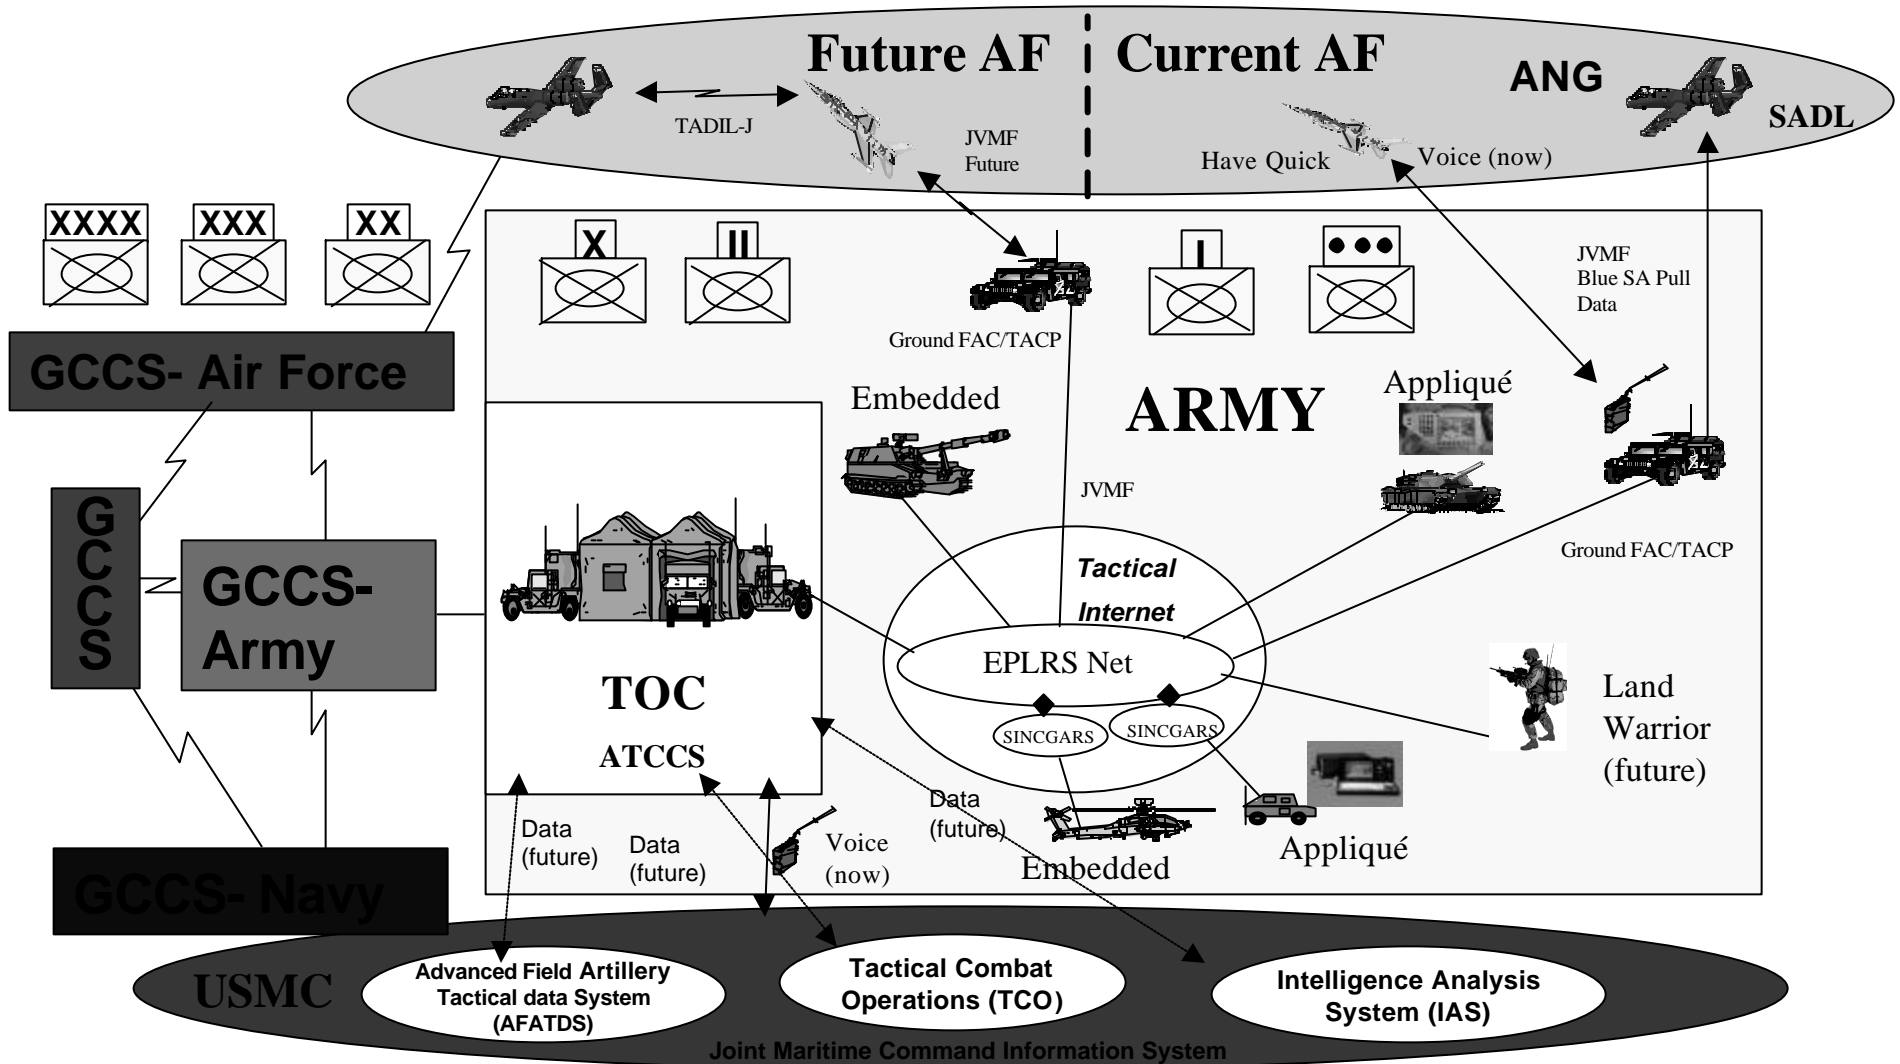 Future AF
Current AF
ANG
SADL
TADIL-J
JVMF
Future
Have Quick
Voice (now)
XXXX
XXX
XX
X
II
I
●●●
JVMF
Blue SA Pull
Data
Ground FAC/TACP
GCCS- Air Force
Embedded
ARMY
Appliqué
JVMF
Ground FAC/TACP
G
C
C
S
GCCS-
Army
Tactical
Internet
EPLRS Net
SINCGARS
SINCGARS
TOC
ATCCS
Land
Warrior
(future)
Data
(future)
Data
(future)
Voice
(now)
Data
(future)
Embedded
Appliqué
GCCS- Navy
USMC
Advanced Field Artillery
Tactical data System
(AFATDS)
Tactical Combat
Operations (TCO)
Intelligence Analysis
System (IAS)
Joint Maritime Command Information System